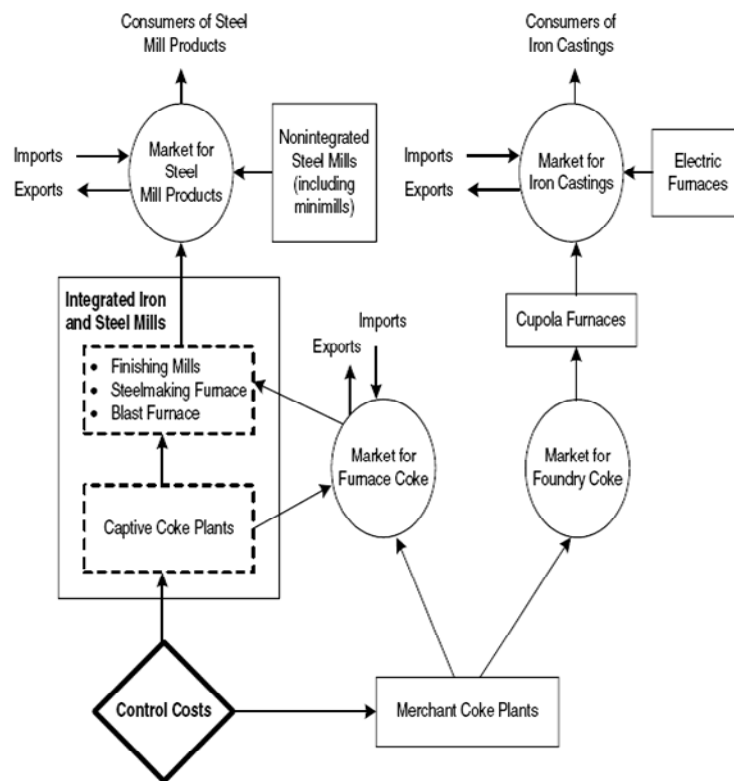 Consumers of Steel
Mill Products
Consumers of
Iron Castings
Imports
Exports
Market for
Steel
Mill Products
Nonintegrated
Steel Mills
(including
minimills)
Imports
Exports
Market for
Iron Castings
Electric
Furnaces
Integrated Iron
and Steel Mills
• Finishing Mills
• Steelmaking Furnace
• Blast Furnace
Imports
Exports
Cupola Furnaces
Market for
Furnace Coke
Market for
Foundry Coke
Captive Coke Plants
Control Costs
Merchant Coke Plants